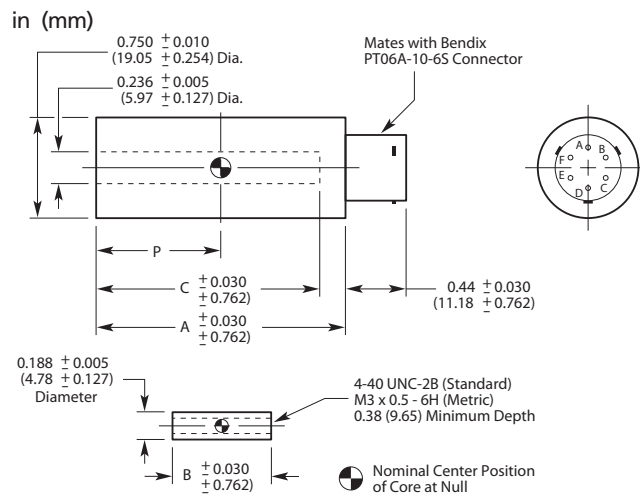 in (mm)
0.750 ± 0.010
(19.05 ± 0.254) Dia.
0.236 ± 0.005
(5.97 ± 0.127) Dia.
Mates with Bendix
PT06A-10-6S Connector
A
B
F
E
C
D
P
C ± 0.030
± 0.762)
A ± 0.030
± 0.762)
0.44 ± 0.030
(11.18 ± 0.762)
0.188 ± 0.005
(4.78 ± 0.127)
Diameter
4-40 UNC-2B (Standard)
M3 x 0.5 - 6H (Metric)
0.38 (9.65) Minimum Depth
B ± 0.030
± 0.762)
Nominal Center Position
of Core at Null